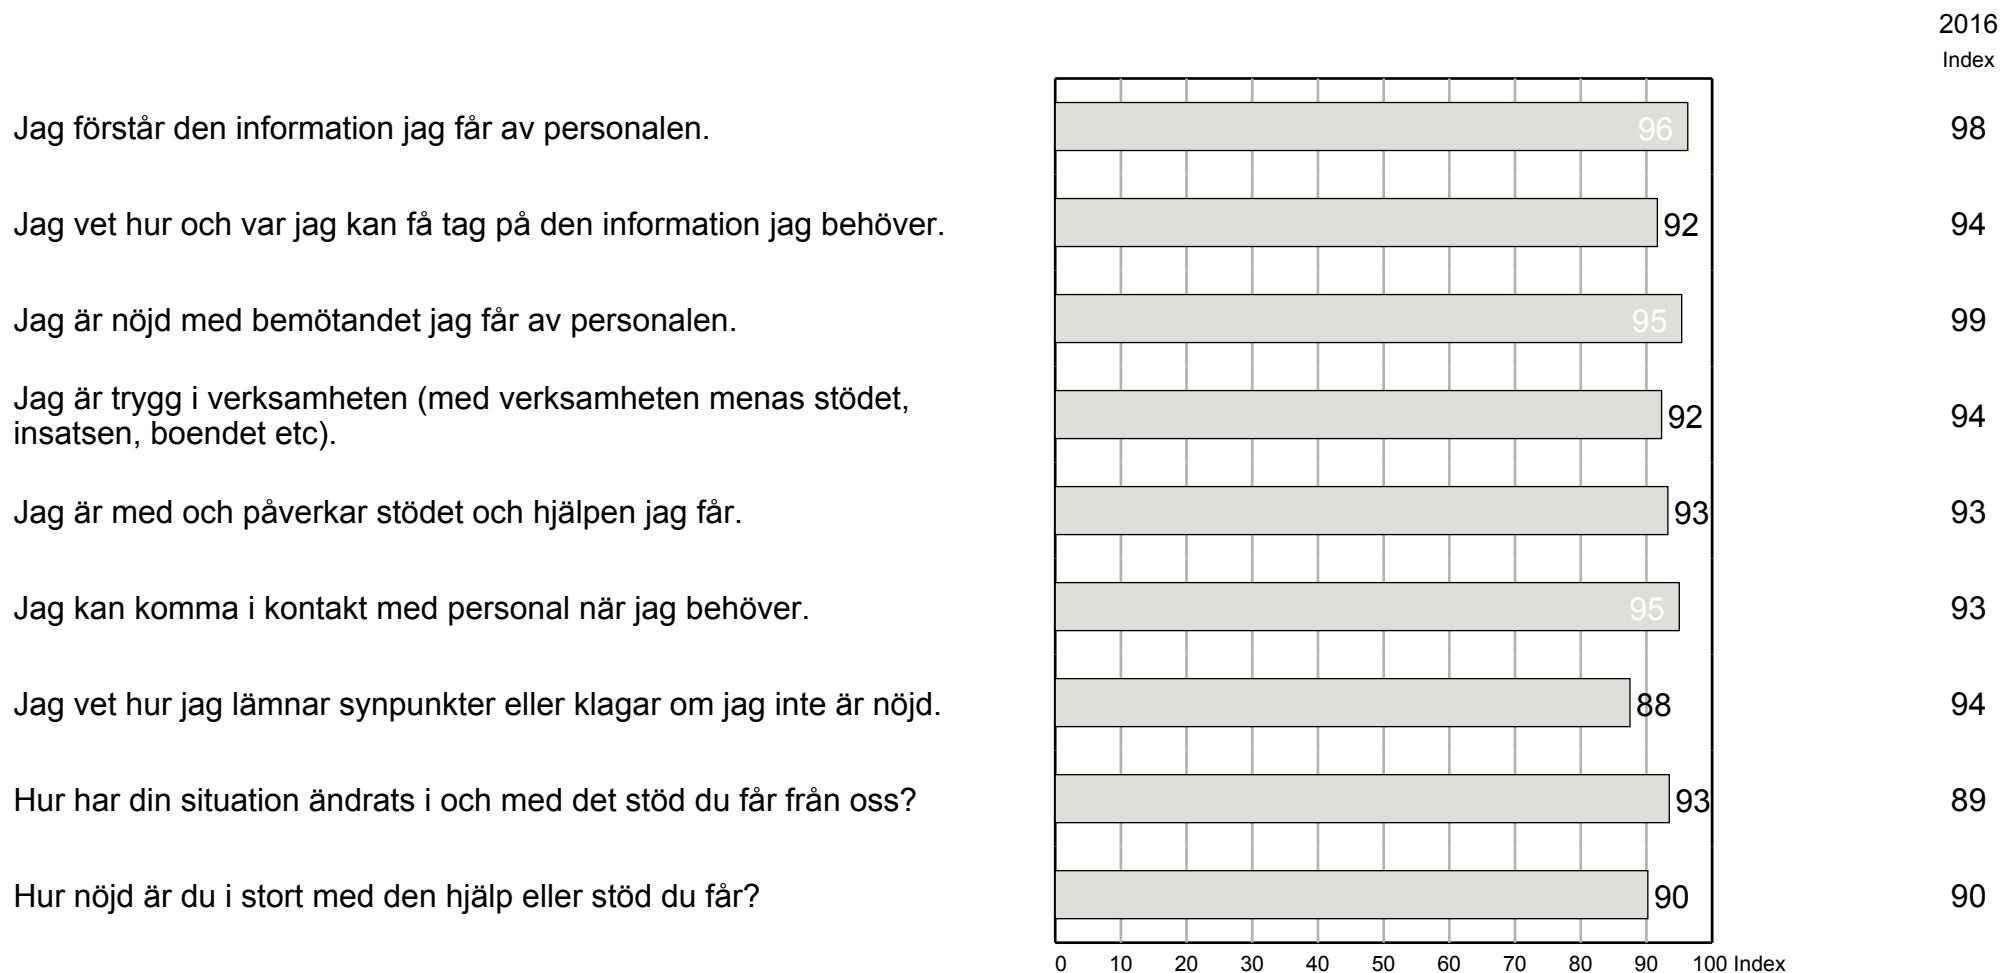 2016
Index
Jag förstår den information jag får av personalen. 96 98
Jag vet hur och var jag kan få tag på den information jag behöver. 92 94
Jag är nöjd med bemötandet jag får av personalen. 95 99
Jag är trygg i verksamheten (med verksamheten menas stödet,
insatsen, boendet etc). 92 94
Jag är med och påverkar stödet och hjälpen jag får. 93 93
Jag kan komma i kontakt med personal när jag behöver. 95 93
Jag vet hur jag lämnar synpunkter eller klagar om jag inte är nöjd. 88 94
Hur har din situation ändrats i och med det stöd du får från oss? 93 89
Hur nöjd är du i stort med den hjälp eller stöd du får? 90 90
0 10 20 30 40 50 60 70 80 90 100 Index